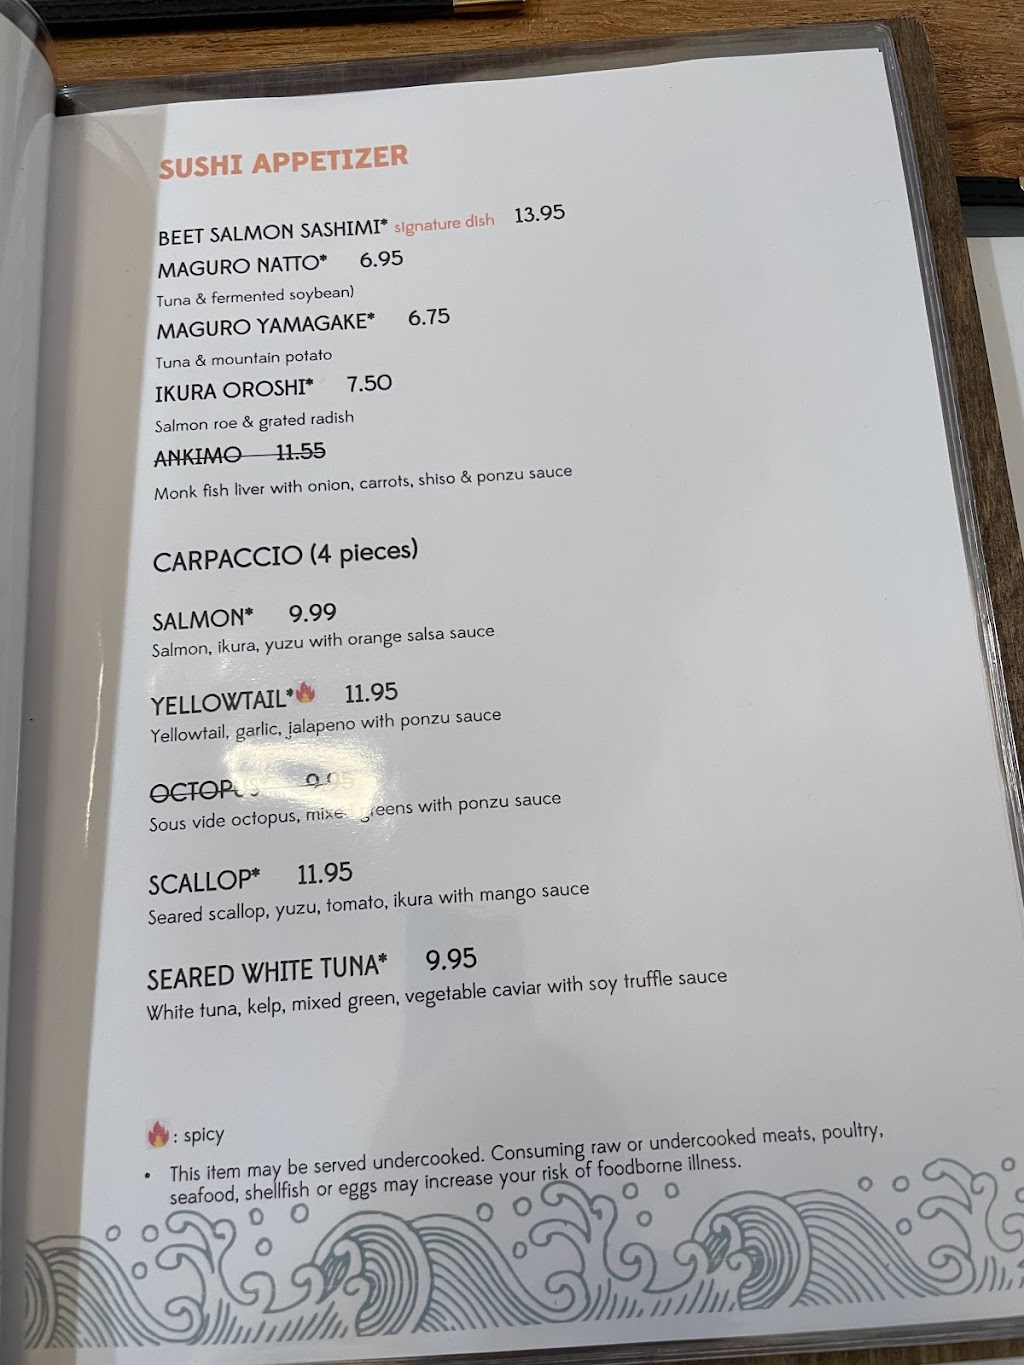 SUSHI APPETIZER
BEET SALMON SASHIMI* signature dish 13.95
MAGURO NATTO* 6.95
Tuna & fermented soybean)
MAGURO YAMAGAKE* 6.75
Tuna & mountain potato
IKURA OROSHI* 7.50
Salmon roe & grated radish
ANKIMO 11.55
Monk fish liver with onion, carrots, shiso & ponzu sauce
CARPACCIO (4 pieces)
SALMON* 9.99
Salmon, ikura, yuzu with orange salsa sauce
YELLOWTAIL*🔥 11.95
Yellowtail, garlic, jalapeno with ponzu sauce
OCTOPUS 9.95
Sous vide octopus, mixed greens with ponzu sauce
SCALLOP* 11.95
Seared scallop, yuzu, tomato, ikura with mango sauce
SEARED WHITE TUNA* 9.95
White tuna, kelp, mixed green, vegetable caviar with soy truffle sauce
🔥: spicy
• This item may be served undercooked. Consuming raw or undercooked meats, poultry,
seafood, shellfish or eggs may increase your risk of foodborne illness.